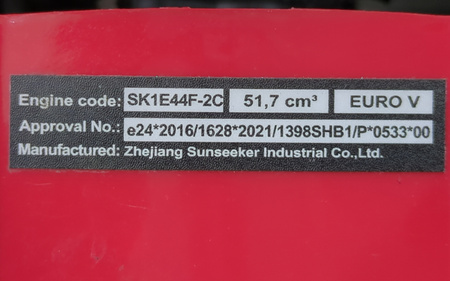 Engine code: SK1E44F-2C 51,7 cm³ EURO V
Approval No.: e24*2016/1628*2021/1398SHB1/P*0533*00
Manufactured: Zhejiang Sunseeker Industrial Co.,Ltd.